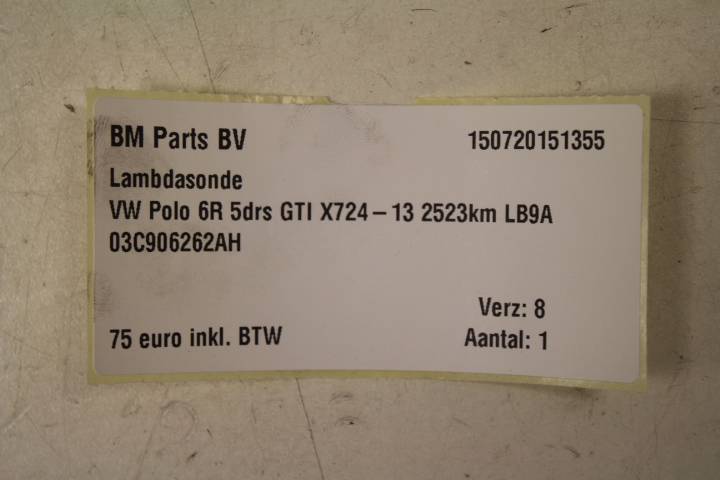 BM Parts BV 150720151355
Lambdasonde
VW Polo 6R 5drs GTI X724-13 2523km LB9A
03C906262AH
Verz: 8
75 euro inkl. BTW Aantal: 1